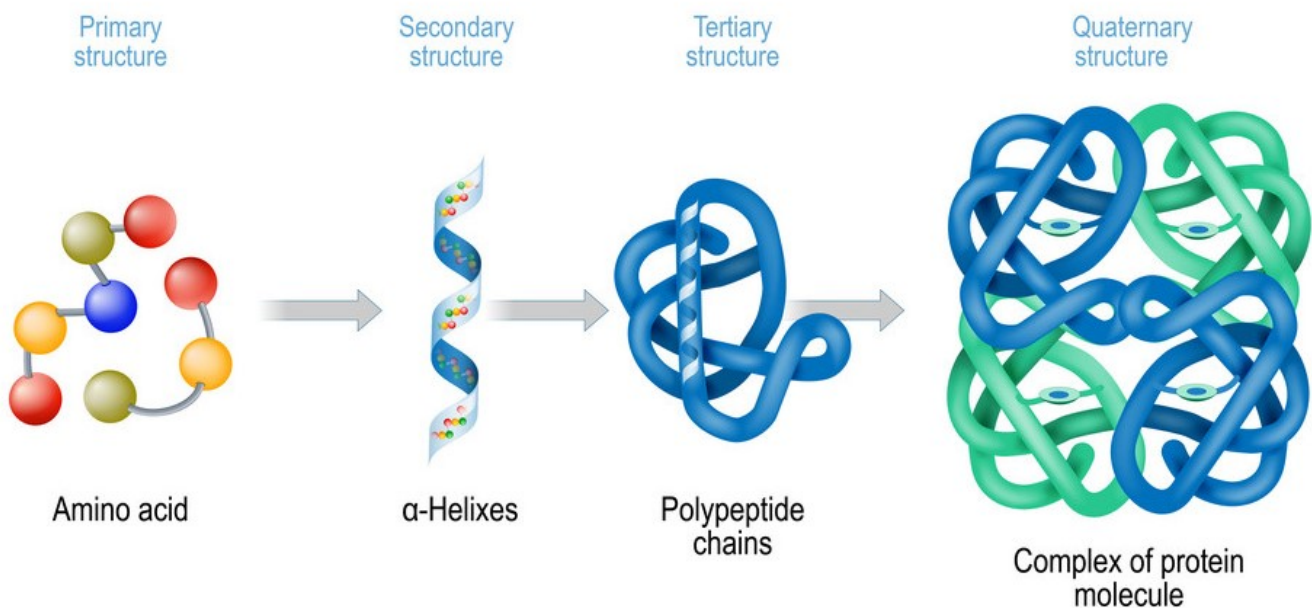 Primary
structure
Secondary
structure
Tertiary
structure
Quaternary
structure
Amino acid
α-Helixes
Polypeptide
chains
Complex of protein
molecule